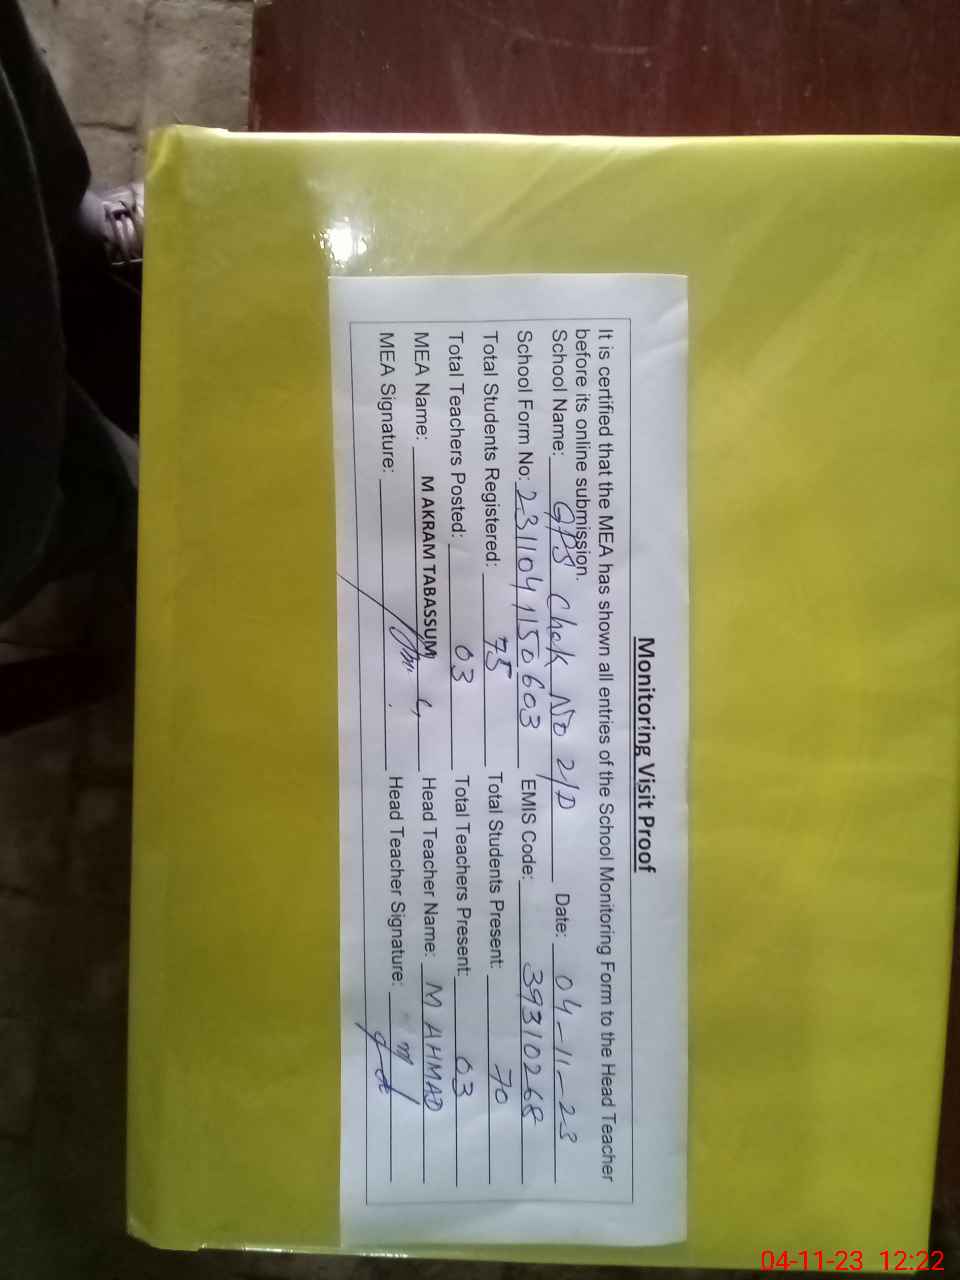 Monitoring Visit Proof
It is certified that the MEA has shown all entries of the School Monitoring Form to the Head Teacher
before its online submission.
School Name: GPS Chak No 2/D Date: 04-11-23
School Form No: 2311041150603 EMIS Code: 39310268
Total Students Registered: 75 Total Students Present: 70
Total Teachers Posted: 03 Total Teachers Present: 03
MEA Name: M AKRAM TABASSUM Head Teacher Name: M AHMAD
MEA Signature: Head Teacher Signature:
04-11-23 12:22